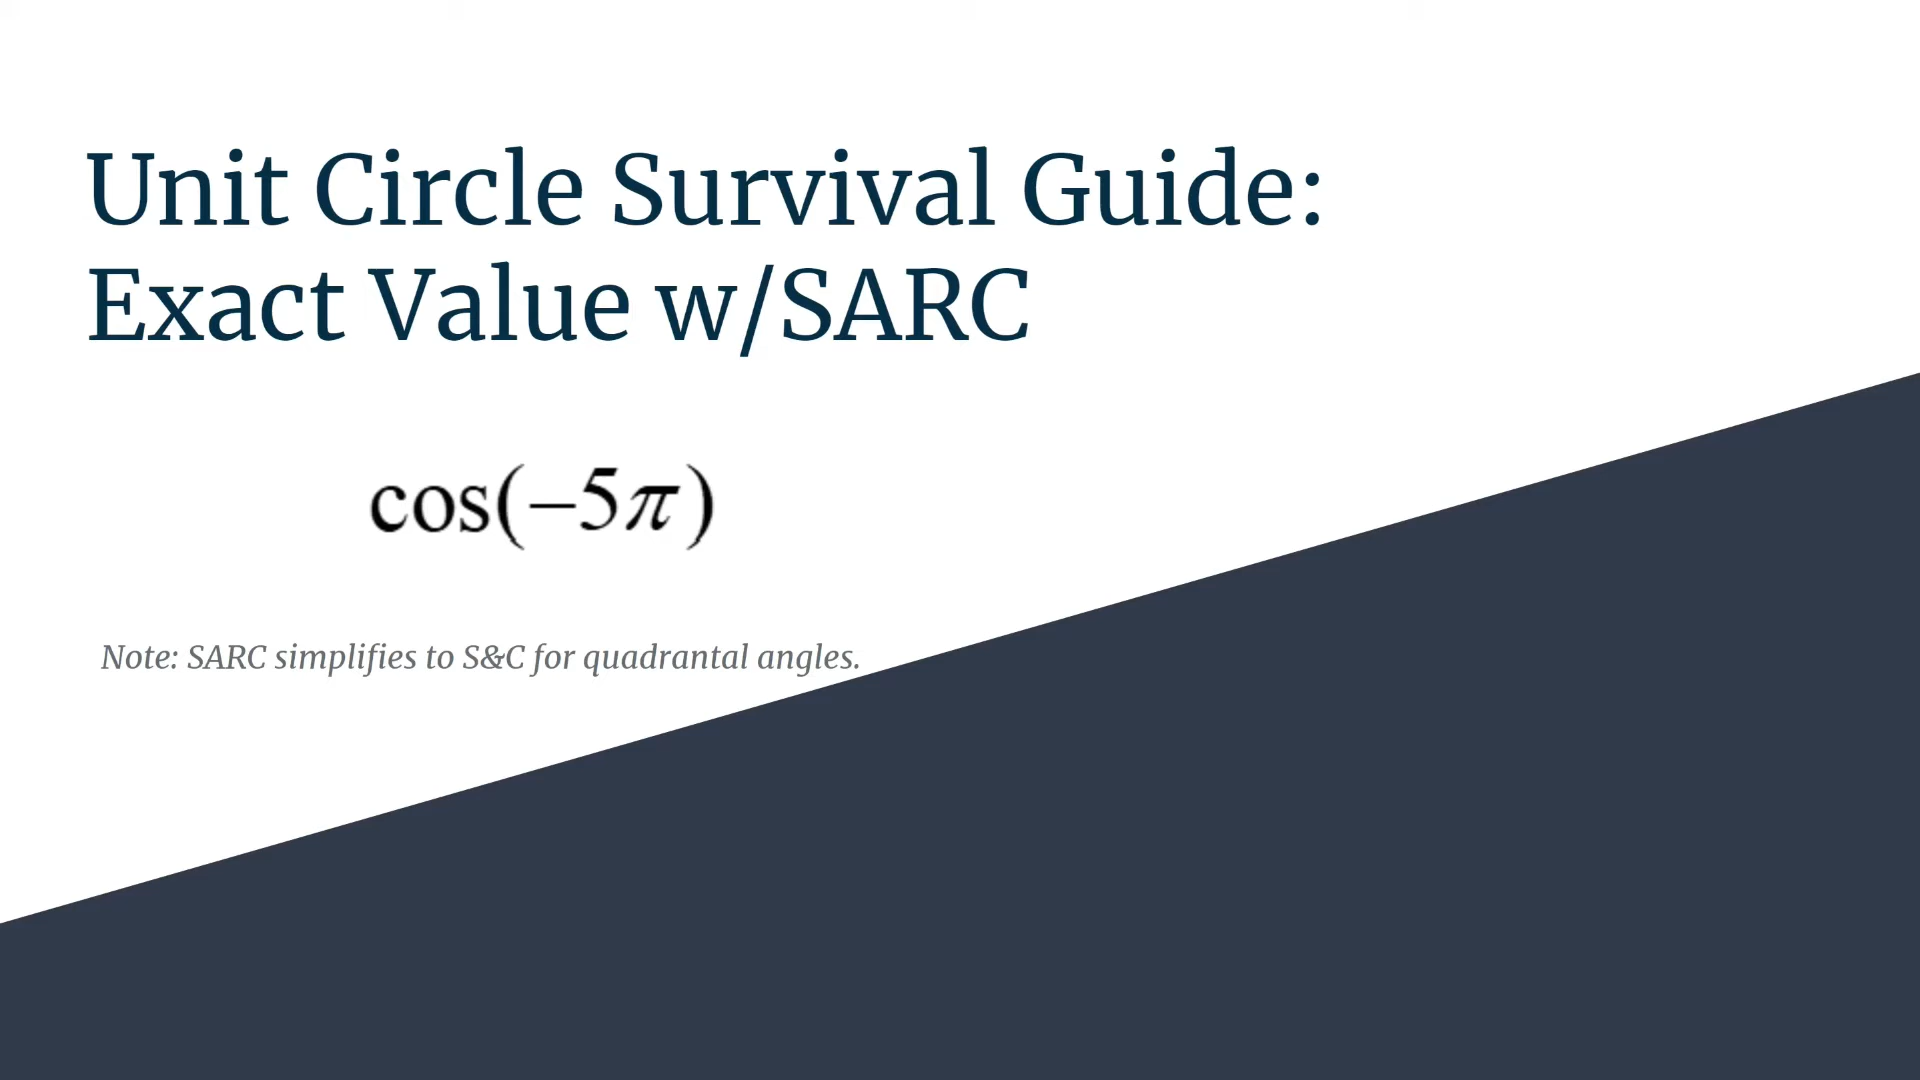 Unit Circle Survival Guide:
Exact Value w/SARC
cos(−5π)
Note: SARC simplifies to S&C for quadrantal angles.